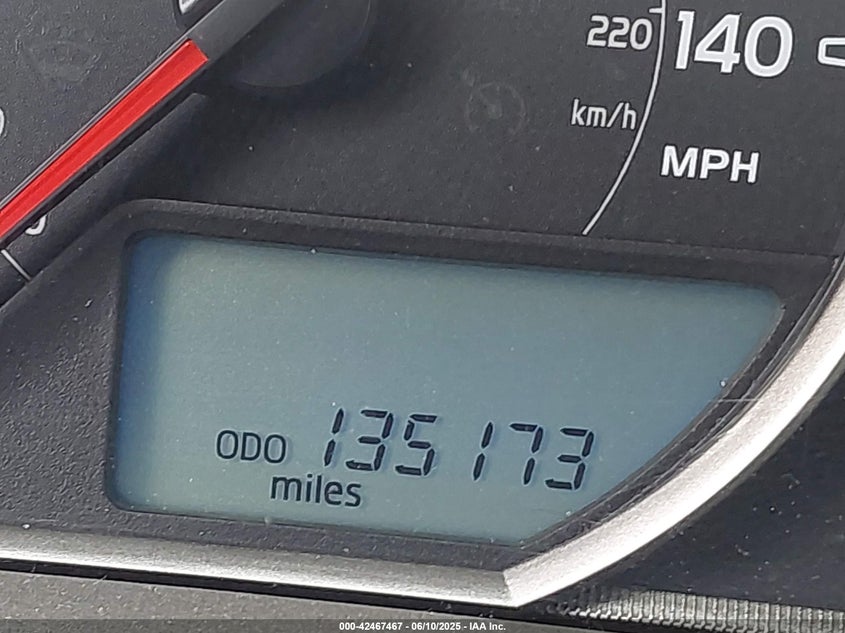 220
140
km/h
MPH
ODO 135173
miles
000-42467467 - 06/10/2025 - IAA Inc.